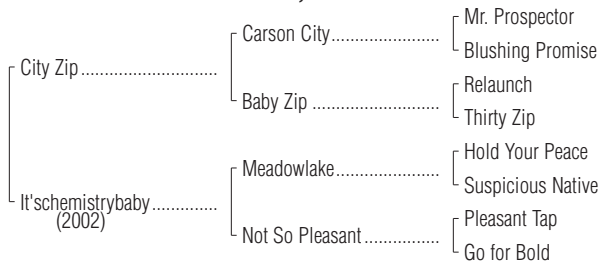 Mr. Prospector
Carson City
Blushing Promise
City Zip
Relaunch
Baby Zip
Thirty Zip
Hold Your Peace
Meadowlake
Suspicious Native
It'schemistrybaby
(2002)
Pleasant Tap
Not So Pleasant
Go for Bold